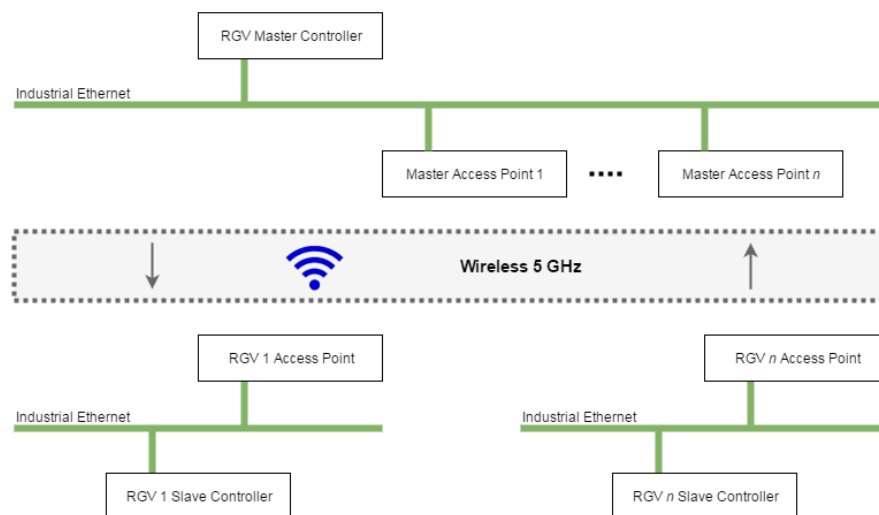 RGV Master Controller
Industrial Ethernet
Master Access Point 1
Master Access Point n
Wireless 5 GHz
RGV 1 Access Point
RGV n Access Point
Industrial Ethernet
Industrial Ethernet
RGV 1 Slave Controller
RGV n Slave Controller